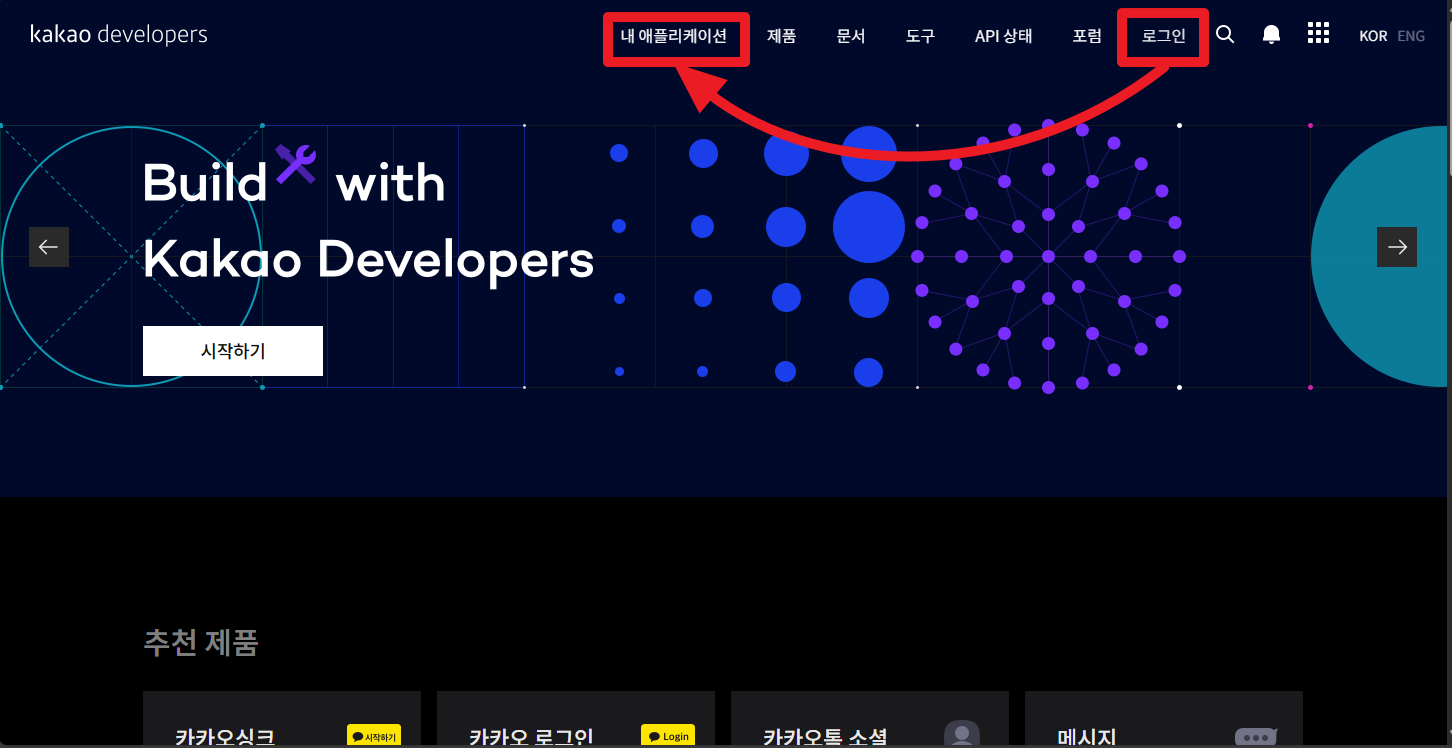 kakao developers
내 애플리케이션 제품 문서 도구 API 상태 포럼 로그인 KOR ENG
Build with
Kakao Developers
시작하기
추천 제품
카카오싱크 시작하기
카카오 로그인 Login
카카오톡 소셜
메시지